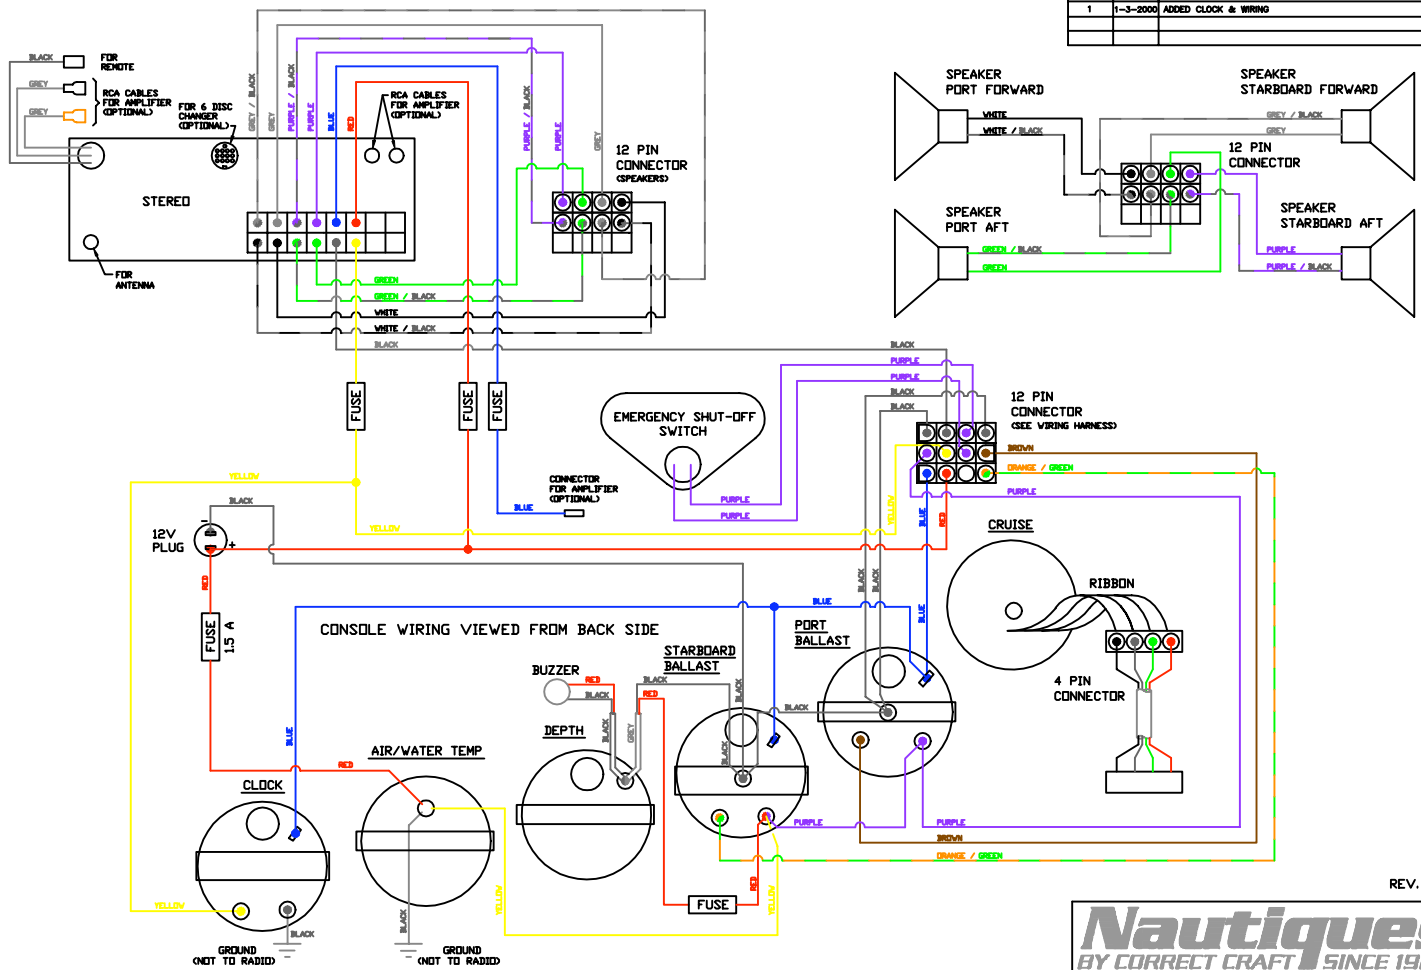 1 1-3-2000 ADDED CLOCK & WIRING
BLACK
FOR
REMOTE
GREY
RCA CABLES
FOR AMPLIFIER
(OPTIONAL)
GREY
FOR 6 DISC
CHANGER
(OPTIONAL)
GREY / BLACK
GREY
PURPLE / BLACK
PURPLE
BLUE
RED
RCA CABLES
FOR AMPLIFIER
(OPTIONAL)
PURPLE / BLACK
PURPLE
GREY
12 PIN
CONNECTOR
(SPEAKERS)
STEREO
FOR
ANTENNA
GREEN
GREEN / BLACK
WHITE
WHITE / BLACK
BLACK
SPEAKER
PORT FORWARD
SPEAKER
STARBOARD FORWARD
WHITE
WHITE / BLACK
GREY / BLACK
GREY
12 PIN
CONNECTOR
SPEAKER
PORT AFT
SPEAKER
STARBOARD AFT
GREEN / BLACK
GREEN
PURPLE
PURPLE / BLACK
BLACK
PURPLE
PURPLE
BLACK
BLACK
FUSE
FUSE
FUSE
EMERGENCY SHUT-OFF
SWITCH
12 PIN
CONNECTOR
(SEE WIRING HARNESS)
BROWN
ORANGE / GREEN
PURPLE
YELLOW
BLACK
CONNECTOR
FOR AMPLIFIER
(OPTIONAL)
BLUE
PURPLE
PURPLE
YELLOW
YELLOW
BLUE
RED
12V
PLUG
-
+
RED
FUSE
1.5 A
CRUISE
RIBBON
BLACK
BLACK
BLUE
BLUE
CONSOLE WIRING VIEWED FROM BACK SIDE
PORT
BALLAST
STARBOARD
BALLAST
4 PIN
CONNECTOR
BUZZER
RED
BLACK
BLACK
RED
BLACK
BLACK
GREY
BLACK
BLACK
DEPTH
BLUE
AIR/WATER TEMP
RED
CLOCK
PURPLE
PURPLE
BROWN
ORANGE / GREEN
RED
FUSE
YELLOW
YELLOW
YELLOW
BLACK
BLACK
GROUND
(NOT TO RADIO)
GROUND
(NOT TO RADIO)
REV.
Nautiques
BY CORRECT CRAFT SINCE 19